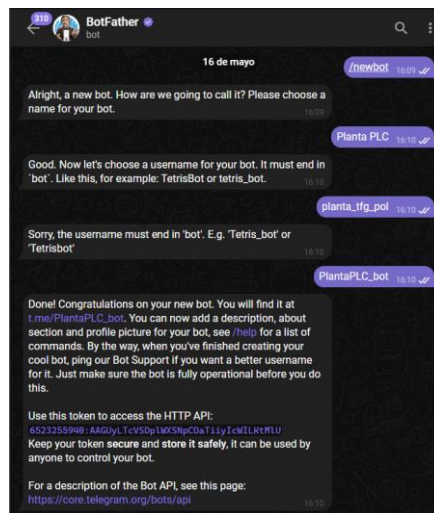 310
BotFather
bot
16 de mayo
/newbot 16:09
Alright, a new bot. How are we going to call it? Please choose a
name for your bot.
16:09
Planta PLC 16:10
Good. Now let's choose a username for your bot. It must end in
`bot`. Like this, for example: TetrisBot or tetris_bot.
16:10
planta_tfg_pol 16:10
Sorry, the username must end in 'bot'. E.g. 'Tetris_bot' or
'Tetrisbot'
16:10
PlantaPLC_bot 16:10
Done! Congratulations on your new bot. You will find it at
t.me/PlantaPLC_bot. You can now add a description, about
section and profile picture for your bot, see /help for a list of
commands. By the way, when you've finished creating your
cool bot, ping our Bot Support if you want a better username
for it. Just make sure the bot is fully operational before you do
this.
Use this token to access the HTTP API:
Keep your token secure and store it safely, it can be used by
anyone to control your bot.
For a description of the Bot API, see this page:
https://core.telegram.org/bots/api
16:10